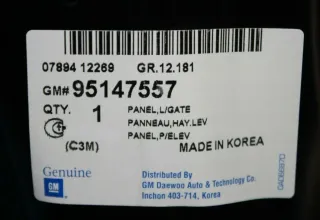 07894 12269 GR.12.181
GM# 95147557
QTY. 1 PANEL,L/GATE
PANNEAU,HAY.LEV
PANEL,P/ELEV
(C3M) MADE IN KOREA
Genuine
GM
Distributed By
GM Daewoo Auto & Technology Co.
Inchon 403-714, Korea